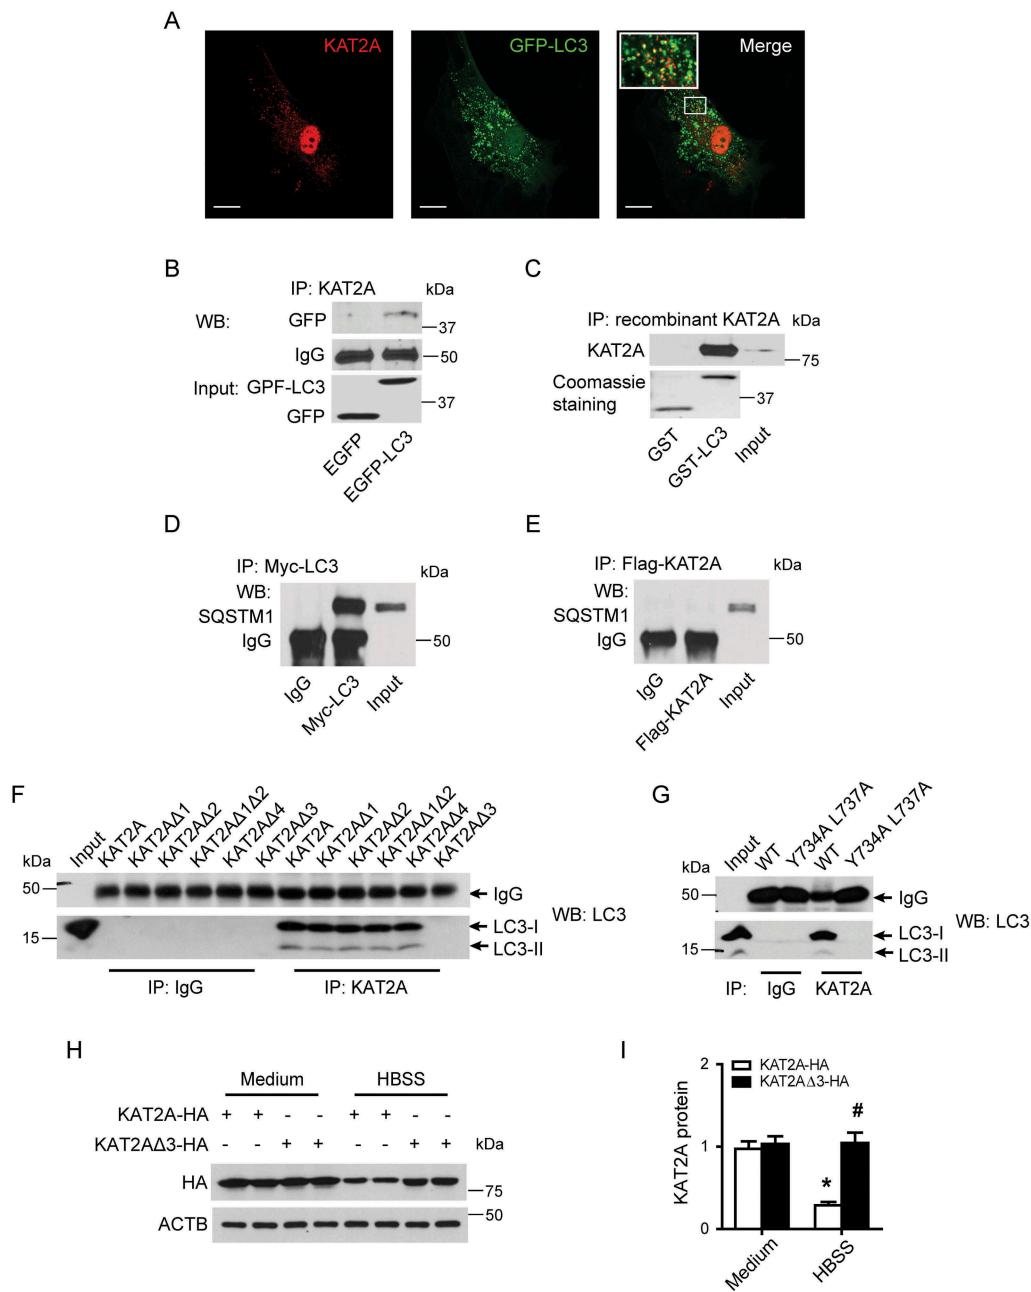 A
KAT2A
GFP-LC3
Merge
B
IP: KAT2A
kDa
WB:
GFP
37
IgG
50
Input: GPF-LC3
37
GFP
EGFP
EGFP-LC3
C
IP: recombinant KAT2A
kDa
KAT2A
75
Coomassie
staining
37
GST
GST-LC3
Input
D
IP: Myc-LC3
kDa
WB:
SQSTM1
IgG
50
IgG
Myc-LC3
Input
E
IP: Flag-KAT2A
kDa
WB:
SQSTM1
IgG
50
IgG
Flag-KAT2A
Input
F
Input
KAT2A
KAT2AΔ1
KAT2AΔ2
KAT2AΔ1Δ2
KAT2AΔ4
KAT2AΔ3
KAT2A
KAT2AΔ1
KAT2AΔ2
KAT2AΔ1Δ2
KAT2AΔ4
KAT2AΔ3
kDa
50
IgG
WB: LC3
15
LC3-I
LC3-II
IP: IgG
IP: KAT2A
G
Input
WT
Y734A L737A
WT
Y734A L737A
kDa
50
IgG
WB: LC3
LC3-I
15
LC3-II
IP:
IgG
KAT2A
H
Medium
HBSS
KAT2A-HA + + - - + + - -
KAT2AΔ3-HA - - + + - - + +
kDa
HA
75
50
ACTB
I
KAT2A-HA
KAT2AΔ3-HA
KAT2A protein
2
1
0
*
#
Medium
HBSS